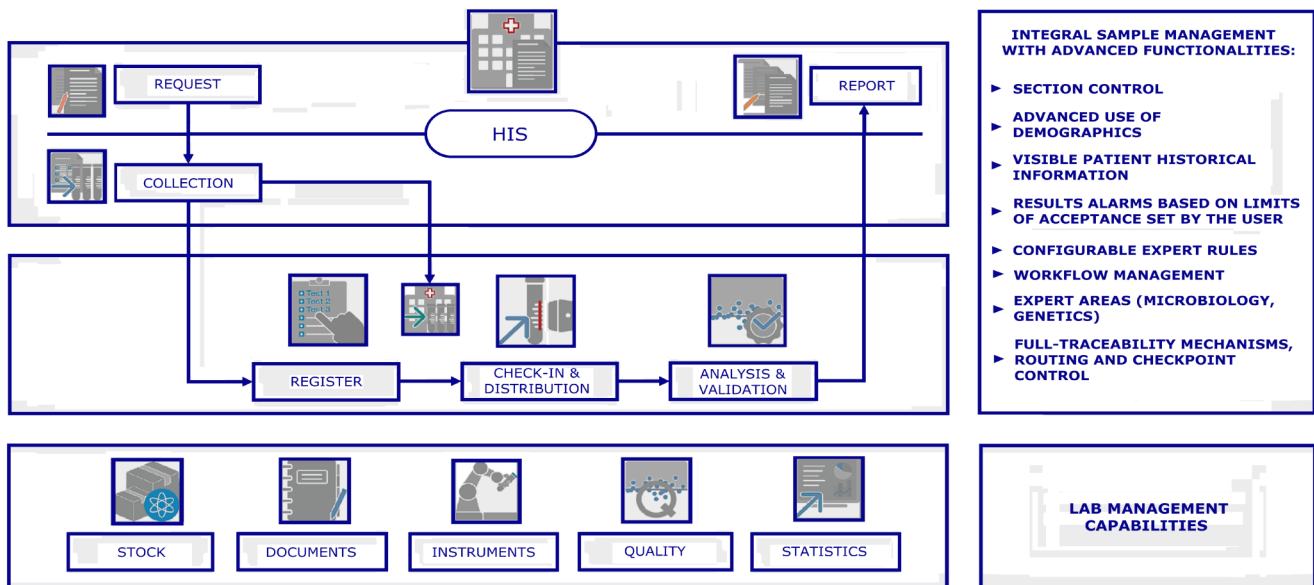 REQUEST
REPORT
HIS
COLLECTION
Test 1
Test 2
Test 3
REGISTER
CHECK-IN &
DISTRIBUTION
ANALYSIS &
VALIDATION
INTEGRAL SAMPLE MANAGEMENT
WITH ADVANCED FUNCTIONALITIES:
► SECTION CONTROL
► ADVANCED USE OF
DEMOGRAPHICS
► VISIBLE PATIENT HISTORICAL
INFORMATION
► RESULTS ALARMS BASED ON LIMITS
OF ACCEPTANCE SET BY THE USER
► CONFIGURABLE EXPERT RULES
► WORKFLOW MANAGEMENT
► EXPERT AREAS (MICROBIOLOGY,
GENETICS)
► FULL-TRACEABILITY MECHANISMS,
ROUTING AND CHECKPOINT
CONTROL
STOCK
DOCUMENTS
INSTRUMENTS
QUALITY
STATISTICS
LAB MANAGEMENT
CAPABILITIES